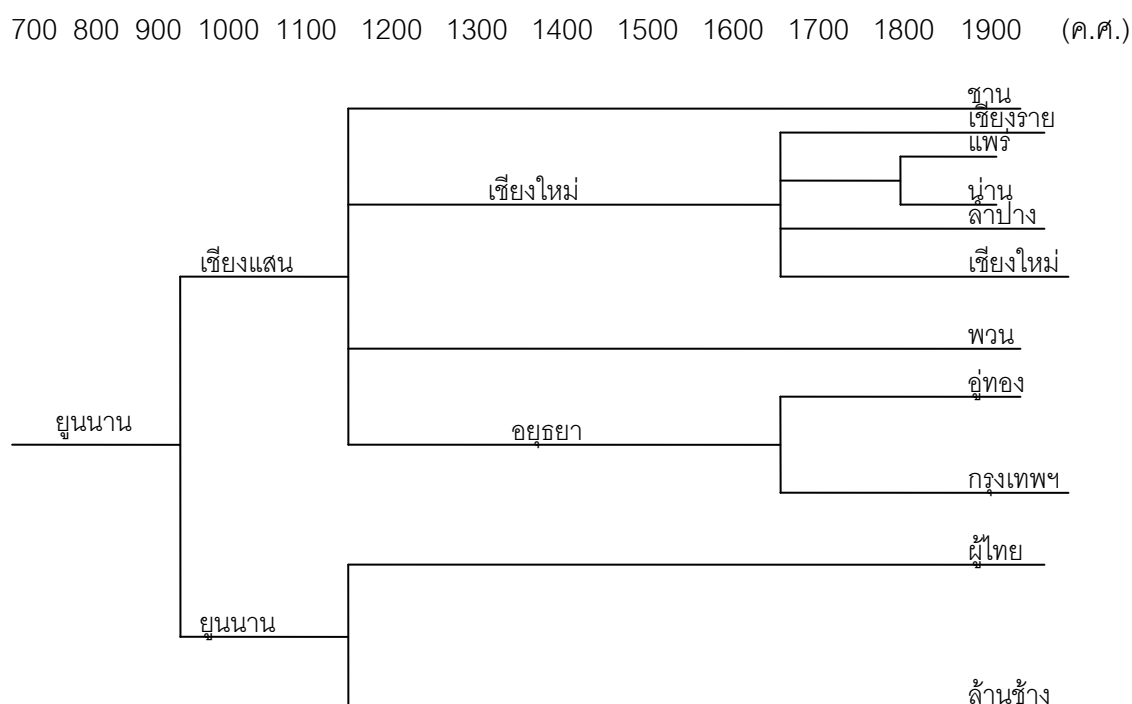 700 800 900 1000 1100 1200 1300 1400 1500 1600 1700 1800 1900 (ค.ศ.)
ชาน
เชียงราย
แพร่
เชียงใหม่
น่าน
ลำปาง
เชียงแสน
เชียงใหม่
พวน
อู่ทอง
ยูนนาน
อยุธยา
กรุงเทพฯ
ผู้ไทย
ยูนนาน
ล้านช้าง